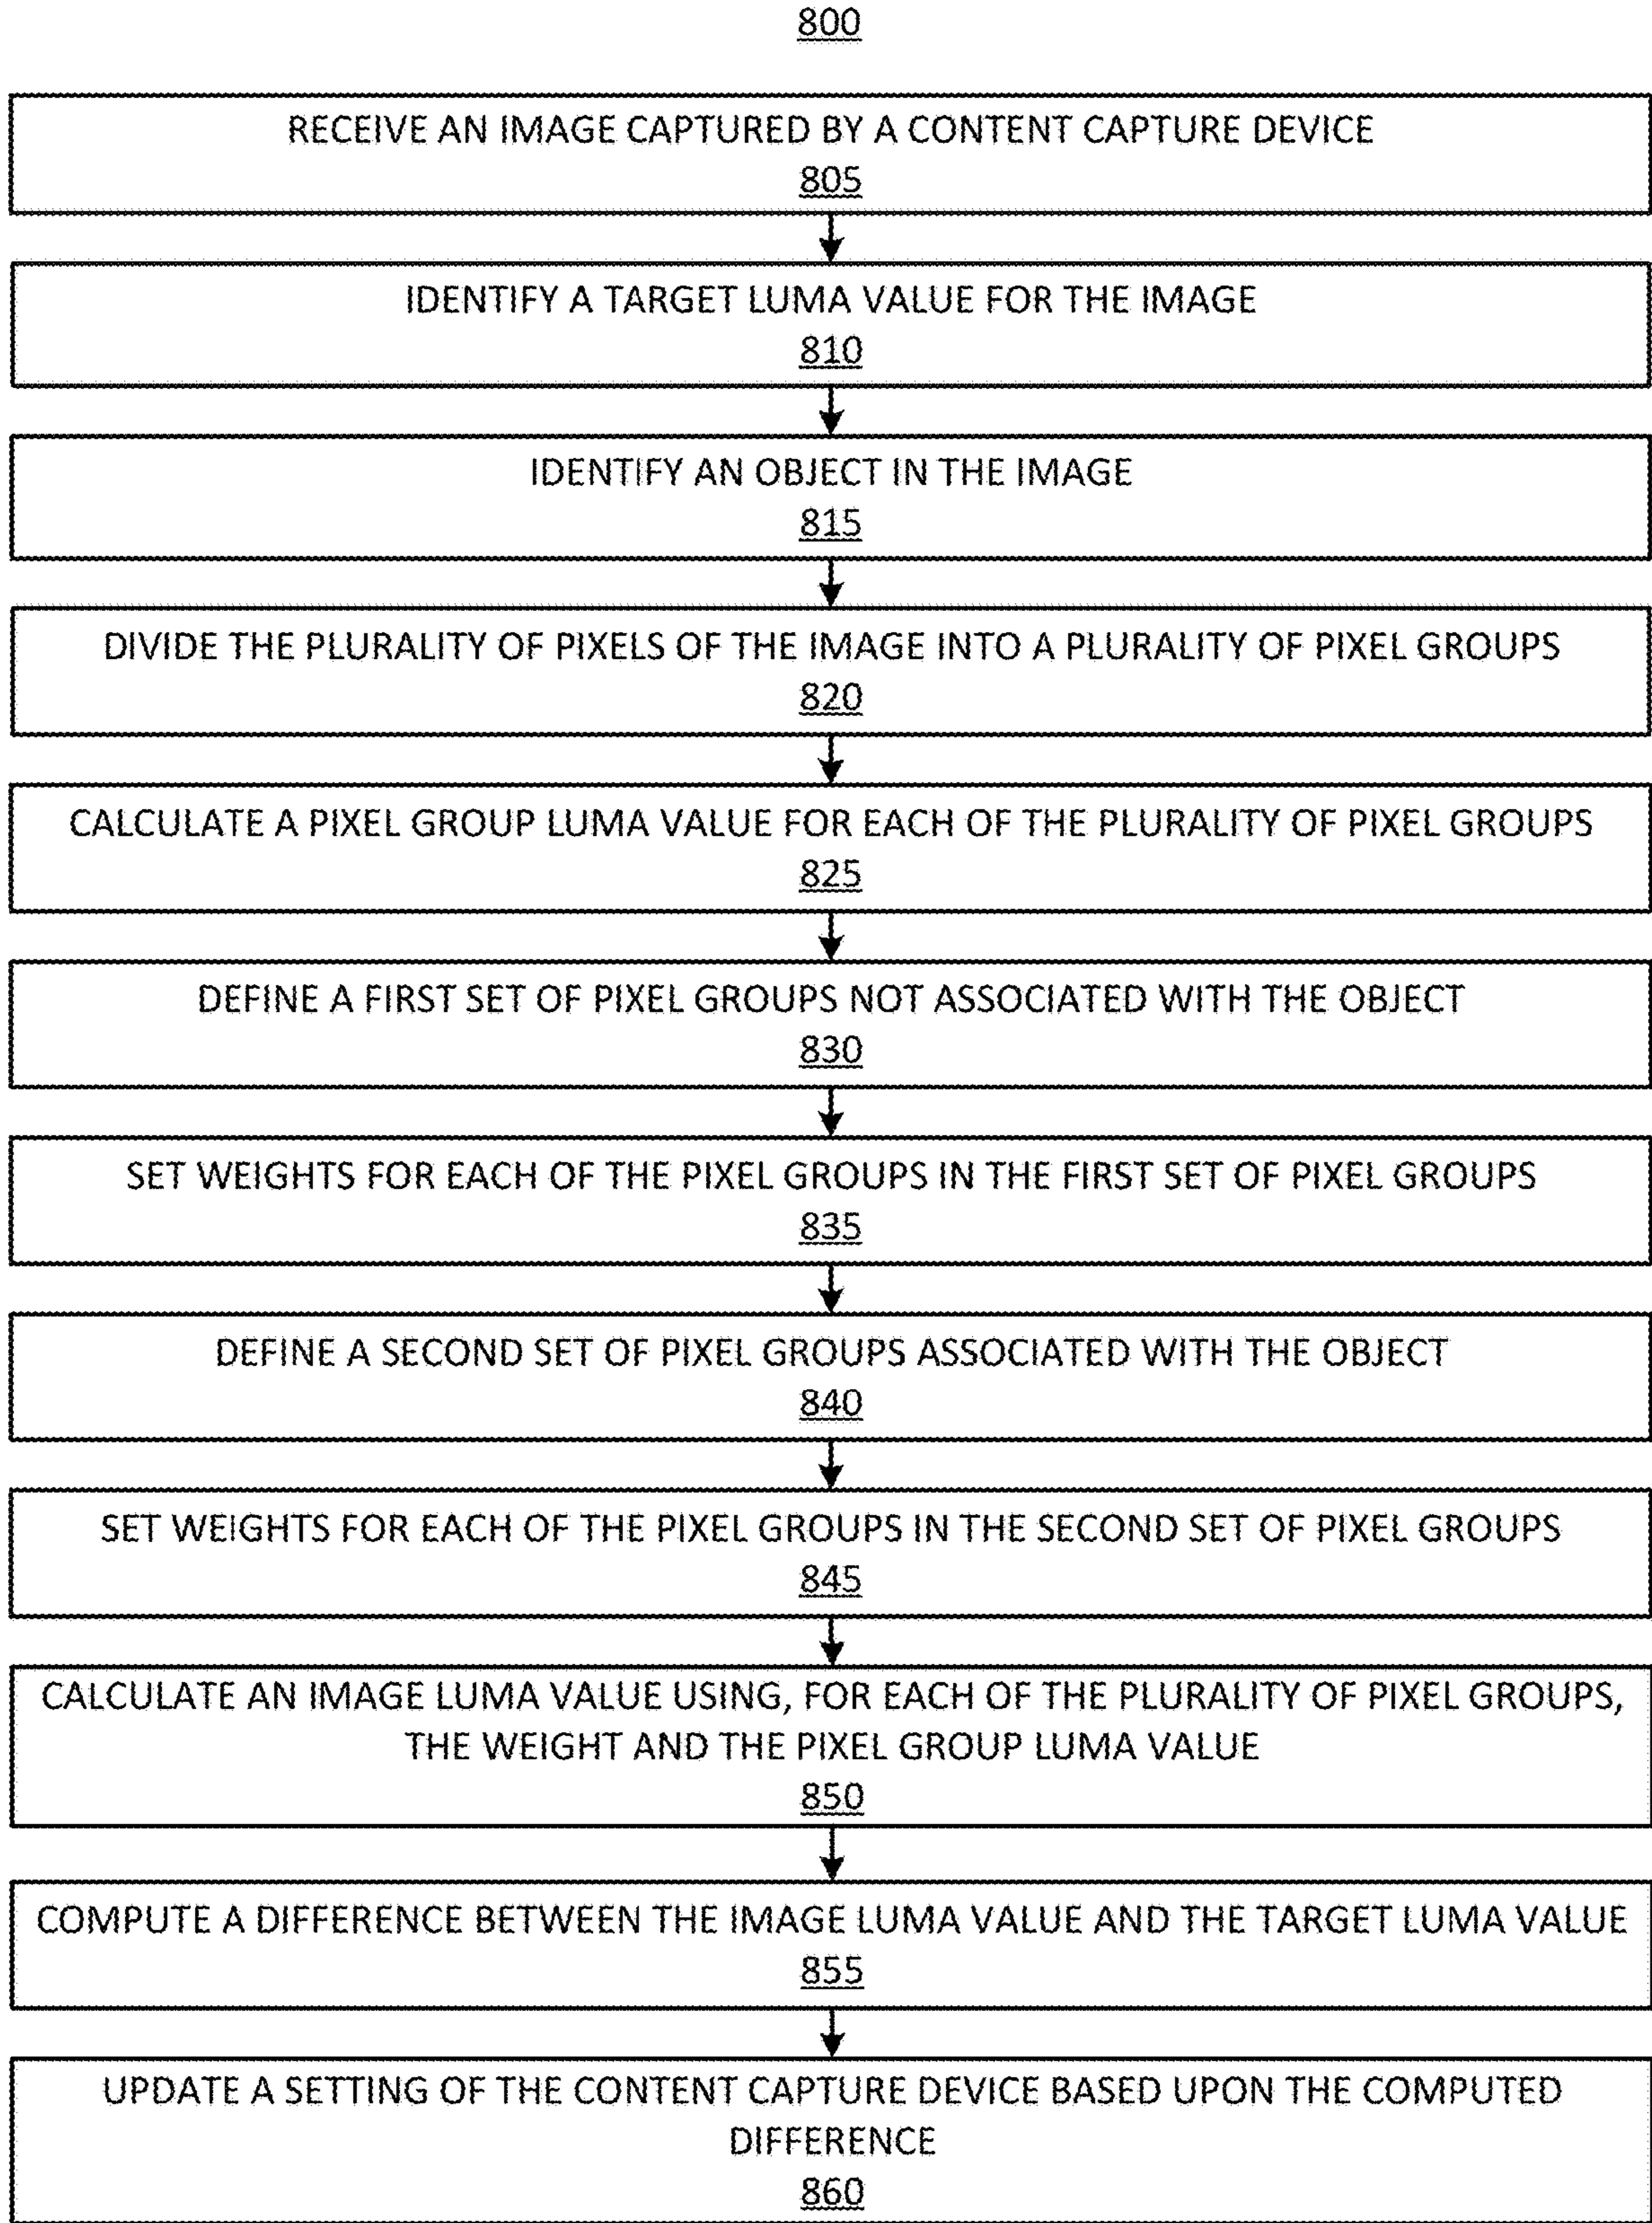 800
RECEIVE AN IMAGE CAPTURED BY A CONTENT CAPTURE DEVICE
805
IDENTIFY A TARGET LUMA VALUE FOR THE IMAGE
810
IDENTIFY AN OBJECT IN THE IMAGE
815
DIVIDE THE PLURALITY OF PIXELS OF THE IMAGE INTO A PLURALITY OF PIXEL GROUPS
820
CALCULATE A PIXEL GROUP LUMA VALUE FOR EACH OF THE PLURALITY OF PIXEL GROUPS
825
DEFINE A FIRST SET OF PIXEL GROUPS NOT ASSOCIATED WITH THE OBJECT
830
SET WEIGHTS FOR EACH OF THE PIXEL GROUPS IN THE FIRST SET OF PIXEL GROUPS
835
DEFINE A SECOND SET OF PIXEL GROUPS ASSOCIATED WITH THE OBJECT
840
SET WEIGHTS FOR EACH OF THE PIXEL GROUPS IN THE SECOND SET OF PIXEL GROUPS
845
CALCULATE AN IMAGE LUMA VALUE USING, FOR EACH OF THE PLURALITY OF PIXEL GROUPS,
THE WEIGHT AND THE PIXEL GROUP LUMA VALUE
850
COMPUTE A DIFFERENCE BETWEEN THE IMAGE LUMA VALUE AND THE TARGET LUMA VALUE
855
UPDATE A SETTING OF THE CONTENT CAPTURE DEVICE BASED UPON THE COMPUTED
DIFFERENCE
860